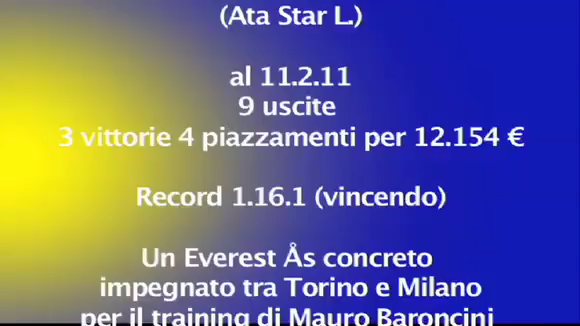 (Ata Star L.)
al 11.2.11
9 uscite
3 vittorie 4 piazzamenti per 12.154 €
Record 1.16.1 (vincendo)
Un Everest Ås concreto
impegnato tra Torino e Milano
per il training di Mauro Baroncini